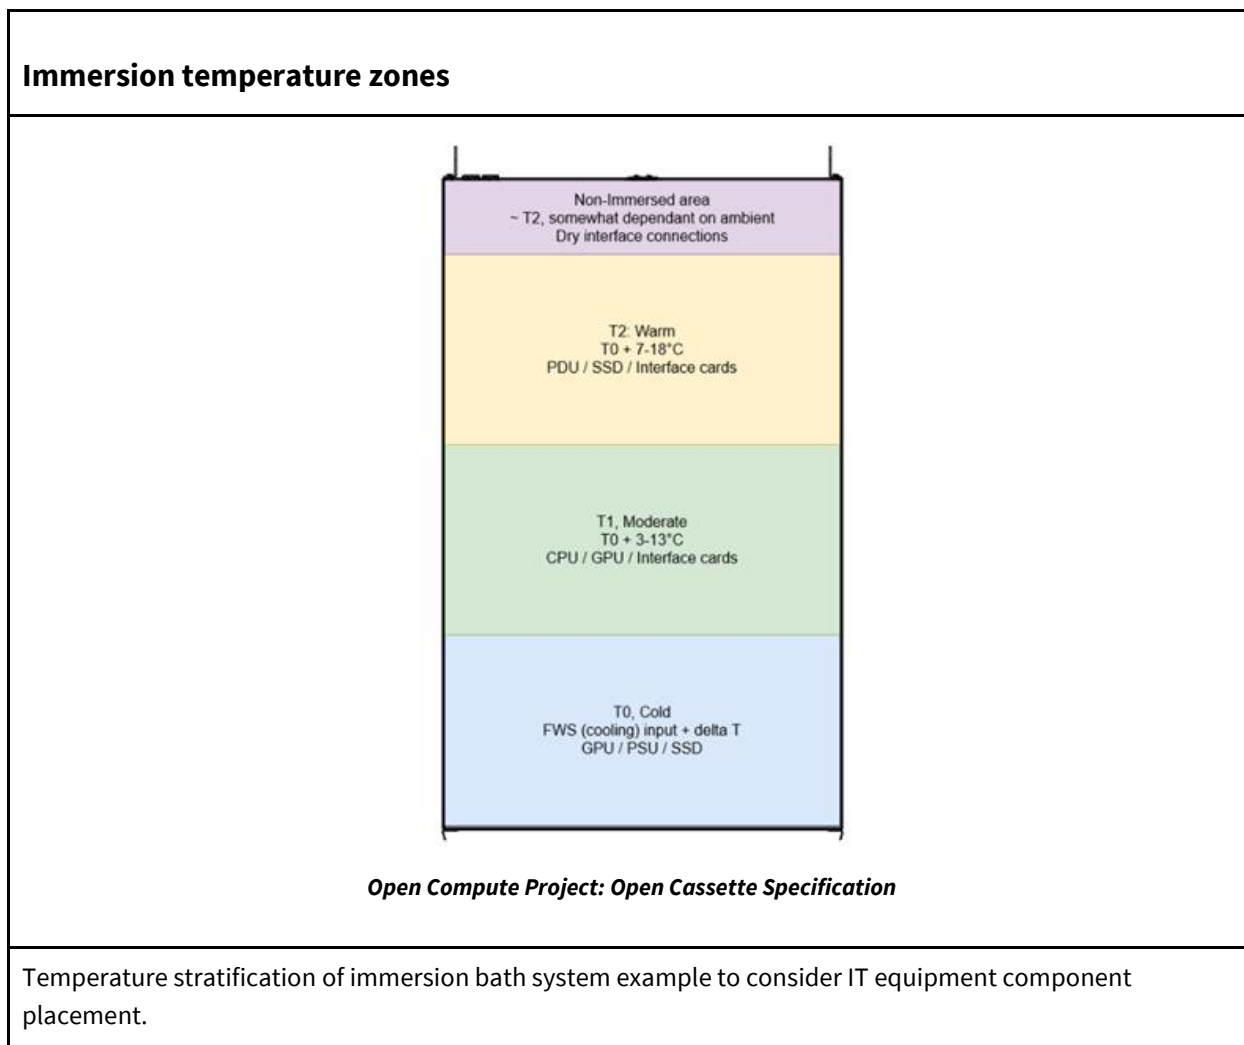 Immersion temperature zones
Non-Immersed area
~ T2, somewhat dependant on ambient
Dry interface connections
T2: Warm
T0 + 7-18°C
PDU / SSD / Interface cards
T1, Moderate
T0 + 3-13°C
CPU / GPU / Interface cards
T0, Cold
FWS (cooling) input + delta T
GPU / PSU / SSD
Open Compute Project: Open Cassette Specification
Temperature stratification of immersion bath system example to consider IT equipment component
placement.